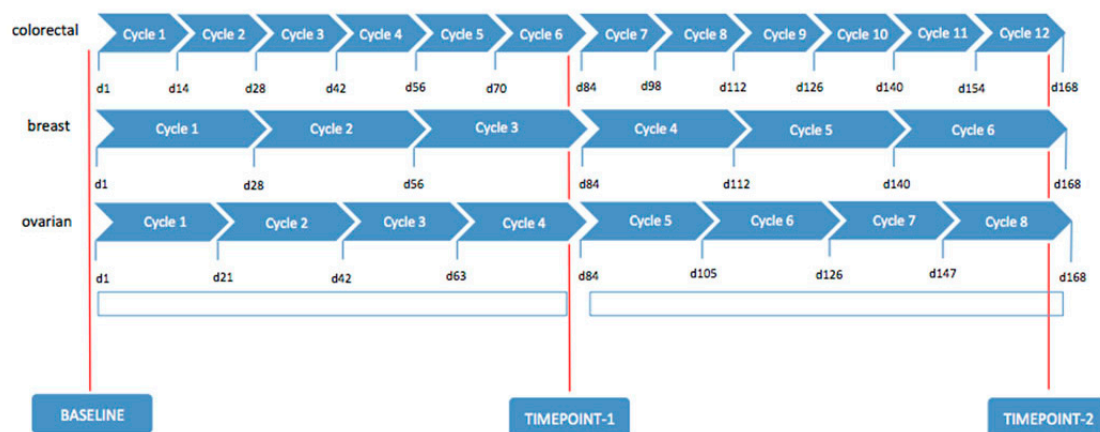 colorectal Cycle 1 Cycle 2 Cycle 3 Cycle 4 Cycle 5 Cycle 6 Cycle 7 Cycle 8 Cycle 9 Cycle 10 Cycle 11 Cycle 12
d1 d14 d28 d42 d56 d70 d84 d98 d112 d126 d140 d154 d168
breast Cycle 1 Cycle 2 Cycle 3 Cycle 4 Cycle 5 Cycle 6
d1 d28 d56 d84 d112 d140 d168
ovarian Cycle 1 Cycle 2 Cycle 3 Cycle 4 Cycle 5 Cycle 6 Cycle 7 Cycle 8
d1 d21 d42 d63 d84 d105 d126 d147 d168
BASELINE TIMEPOINT-1 TIMEPOINT-2